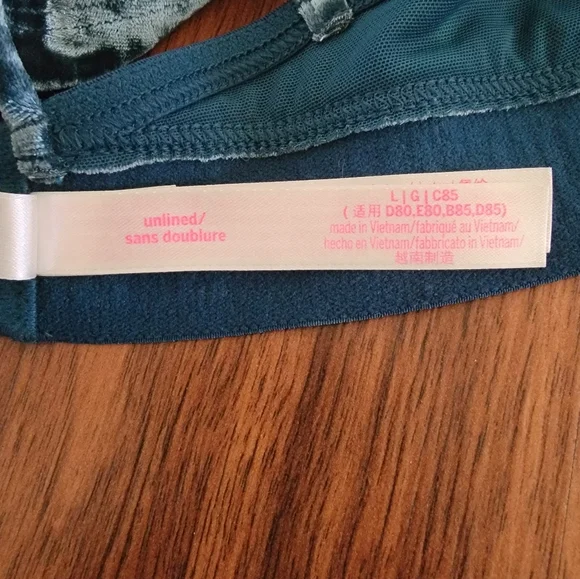 unlined/
sans doublure
L | G | C85
( 适用 D80,E80,B85,D85)
made in Vietnam/fabriqué au Vietnam/
hecho en Vietnam/fabbricato in Vietnam/
越南制造